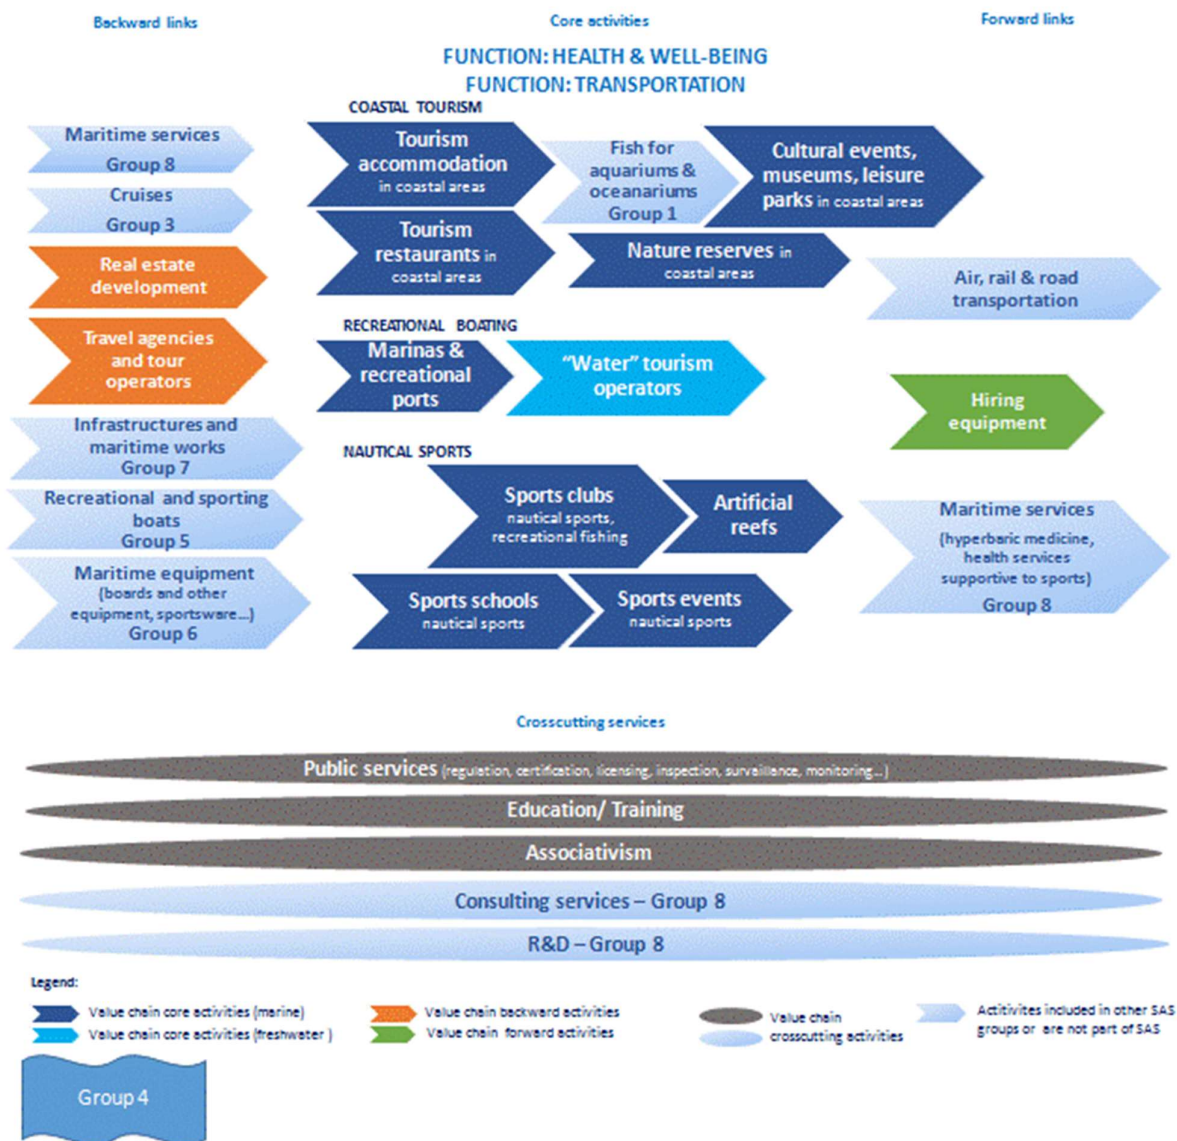 Backward links
Core activities
Forward links
FUNCTION: HEALTH & WELL-BEING
FUNCTION: TRANSPORTATION
COASTAL TOURISM
Maritime services
Group 8
Cruises
Group 3
Real estate
development
Travel agencies
and tour
operators
Infrastructures and
maritime works
Group 7
Recreational and sporting
boats
Group 5
Maritime equipment
(boards and other
equipment, sportsware...)
Group 6
Tourism
accommodation
in coastal areas
Fish for
aquariums &
oceanariums
Group 1
Cultural events,
museums, leisure
parks in coastal areas
Tourism
restaurants in
coastal areas
Nature reserves in
coastal areas
RECREATIONAL BOATING
Marinas &
recreational
ports
“Water” tourism
operators
NAUTICAL SPORTS
Sports clubs
nautical sports,
recreational fishing
Artificial
reefs
Sports schools
nautical sports
Sports events
nautical sports
Air, rail & road
transportation
Hiring
equipment
Maritime services
(hyperbaric medicine,
health services
supportive to sports)
Group 8
Crosscutting services
Public services (regulation, certification, licensing, inspection, survaillance, monitoring...)
Education/ Training
Associativism
Consulting services – Group 8
R&D – Group 8
Legend:
Value chain core activities (marine)
Value chain core activities (freshwater )
Value chain backward activities
Value chain forward activities
Value chain
crosscutting activities
Actitivites included in other SAS
groups or are not part of SAS
Group 4